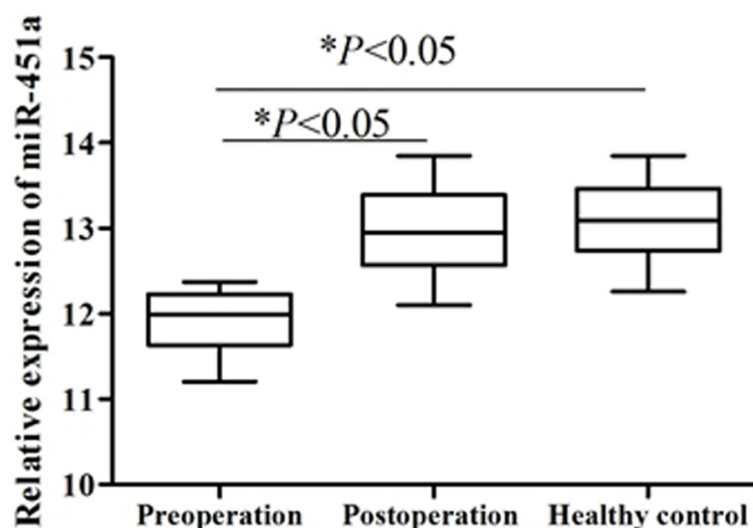 Relative expression of miR-451a
*P<0.05
*P<0.05
15
14
13
12
11
10
Preoperation Postoperation Healthy control